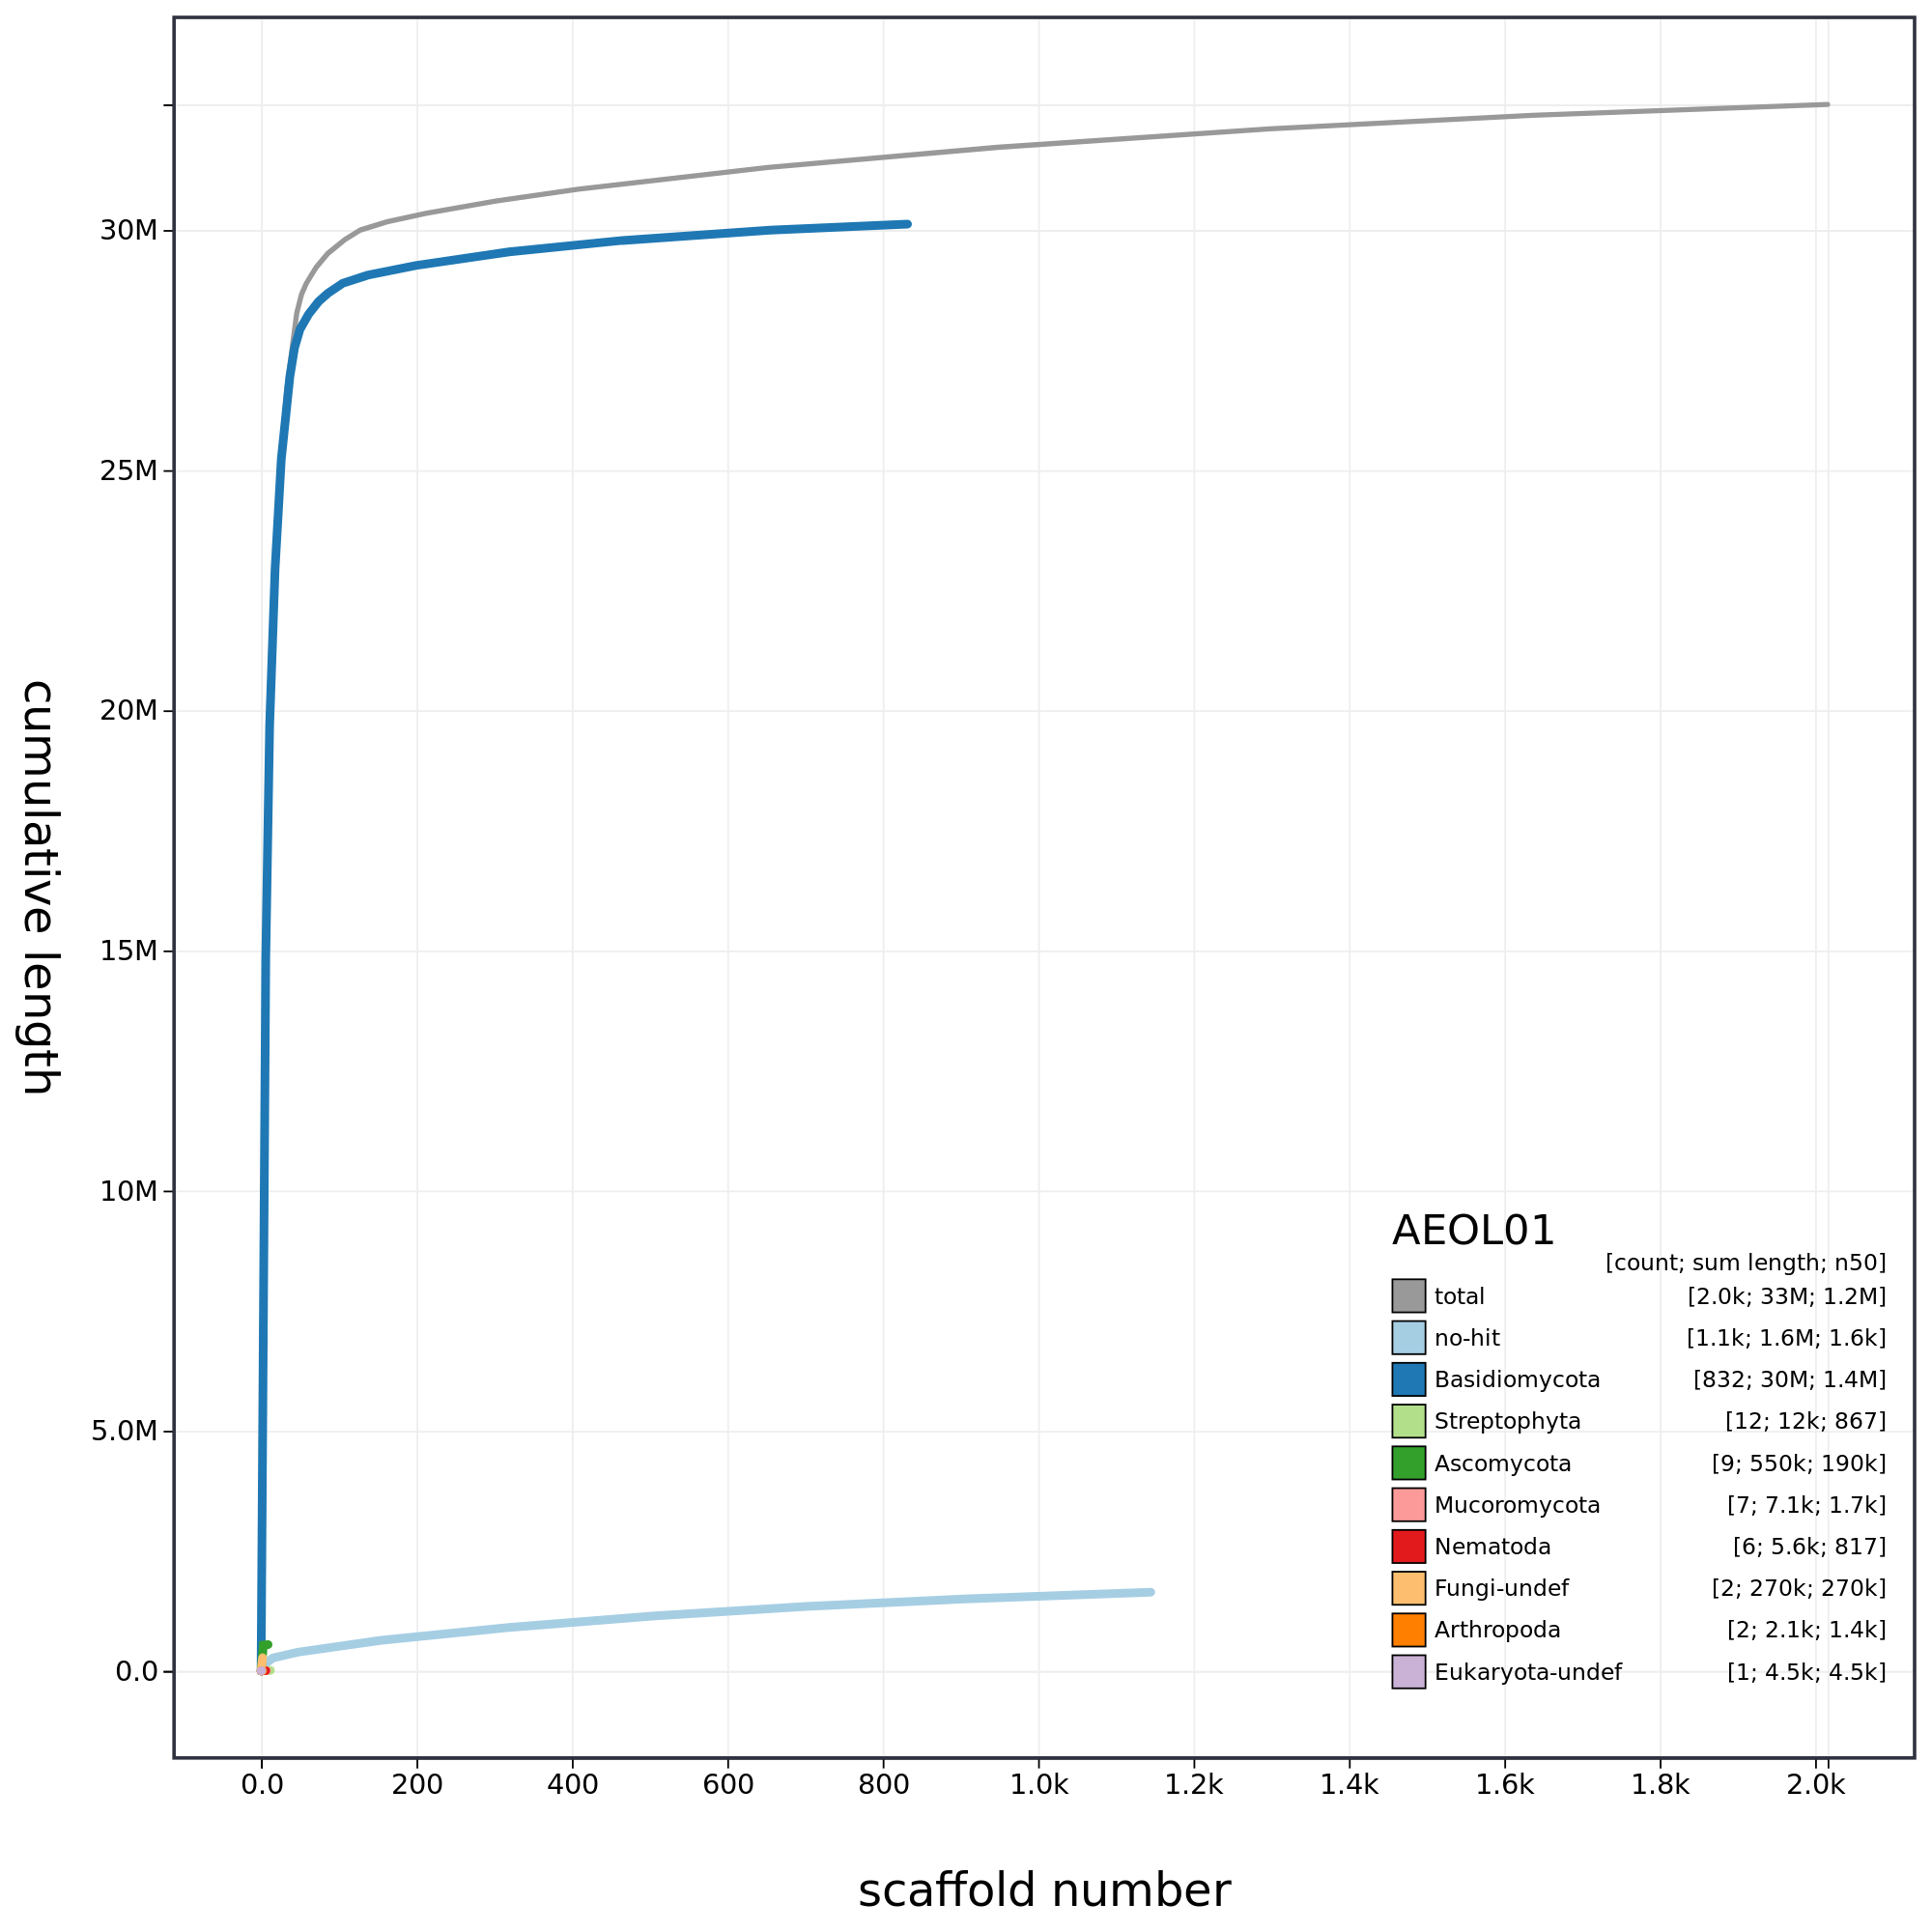 cumulative length
30M
25M
20M
15M
10M
5.0M
0.0
AEOL01
[count; sum length; n50]
total [2.0k; 33M; 1.2M]
no-hit [1.1k; 1.6M; 1.6k]
Basidiomycota [832; 30M; 1.4M]
Streptophyta [12; 12k; 867]
Ascomycota [9; 550k; 190k]
Mucoromycota [7; 7.1k; 1.7k]
Nematoda [6; 5.6k; 817]
Fungi-undef [2; 270k; 270k]
Arthropoda [2; 2.1k; 1.4k]
Eukaryota-undef [1; 4.5k; 4.5k]
0.0 200 400 600 800 1.0k 1.2k 1.4k 1.6k 1.8k 2.0k
scaffold number